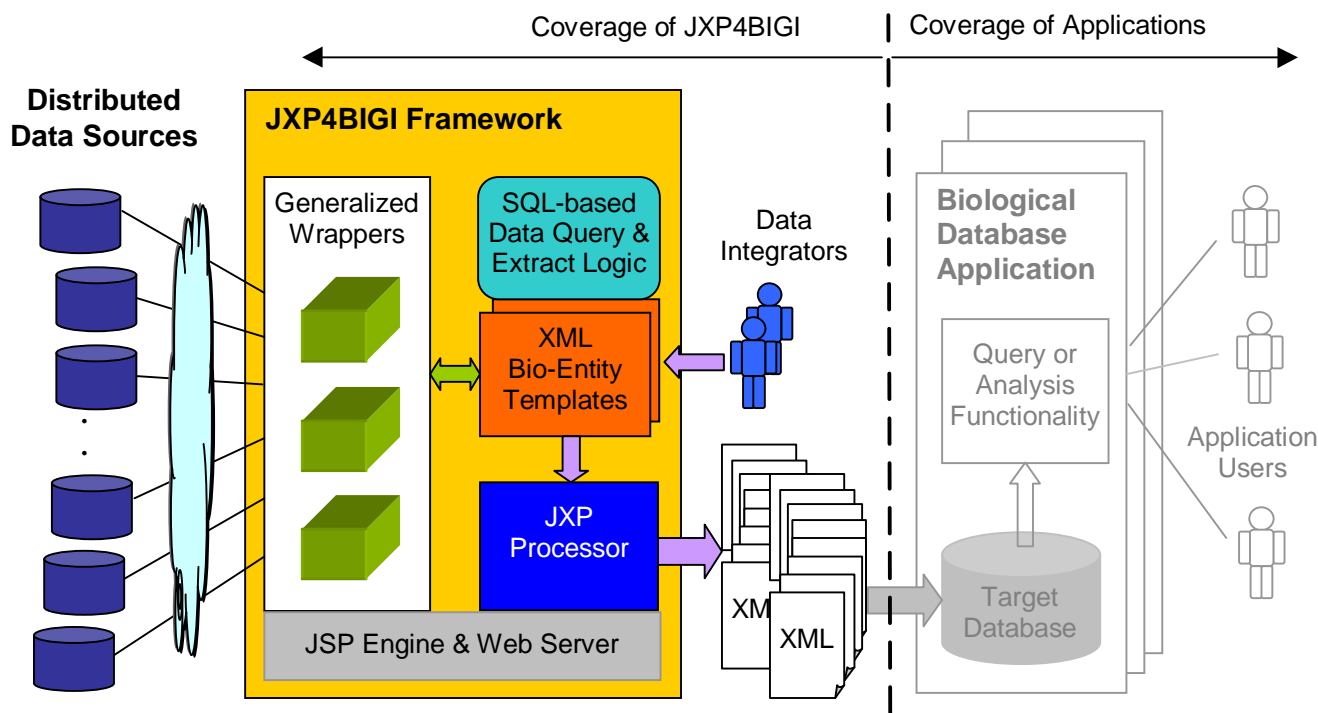 Coverage of JXP4BIGI
Coverage of Applications
Distributed
Data Sources
JXP4BIGI Framework
Generalized
Wrappers
SQL-based
Data Query &
Extract Logic
XML
Bio-Entity
Templates
JXP
Processor
JSP Engine & Web Server
Data
Integrators
XM
XML
Biological
Database
Application
Query or
Analysis
Functionality
Target
Database
Application
Users